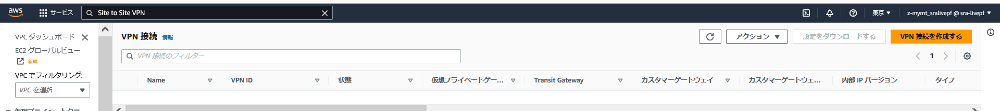 aws サービス Site to Site VPN 東京 z-mymt_sralivepf @ sra-livepf
VPC ダッシュボード
EC2 グローバルビュー
新規
VPC でフィルタリング:
VPC を選択
VPN 接続 情報
アクション 設定をダウンロードする VPN 接続を作成する
VPN 接続のフィルター
1
Name VPN ID 状態 仮想プライベートゲー... Transit Gateway カスタマーゲートウェイ カスタマーゲートウェ... 内部 IP バージョン タイプ